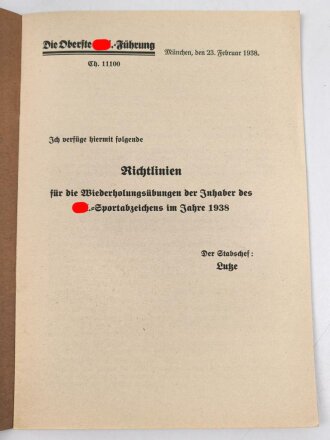 Die Oberste .-Führung
München, den 23. Februar 1938.
Ch. 11100
Ich verfüge hiermit folgende
Richtlinien
für die Wiederholungsübungen der Inhaber des
.-Sportabzeichens im Jahre 1938
Der Stabschef:
Lutze